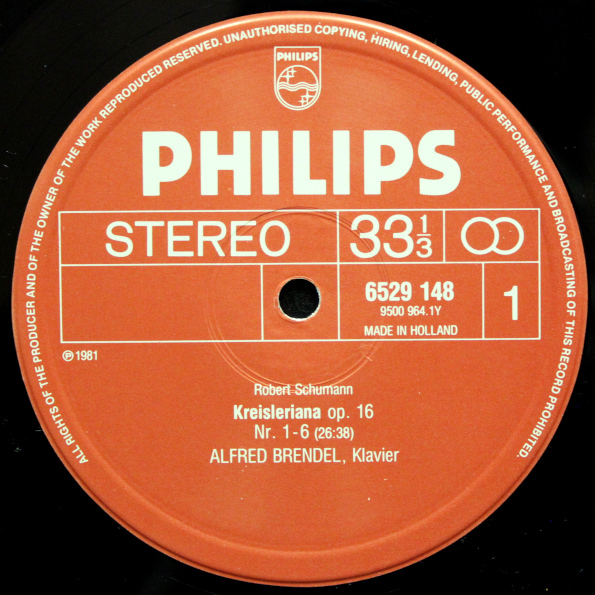 ALL RIGHTS OF THE PRODUCER AND OF THE OWNER OF THE WORK REPRODUCED RESERVED. UNAUTHORISED COPYING, HIRING, LENDING, PUBLIC PERFORMANCE AND BROADCASTING OF THIS RECORD PROHIBITED.
PHILIPS
PHILIPS
STEREO 33 1/3
6529 148 1
9500 964.1Y
MADE IN HOLLAND
℗ 1981
Robert Schumann
Kreisleriana op. 16
Nr. 1-6 (26:38)
ALFRED BRENDEL, Klavier